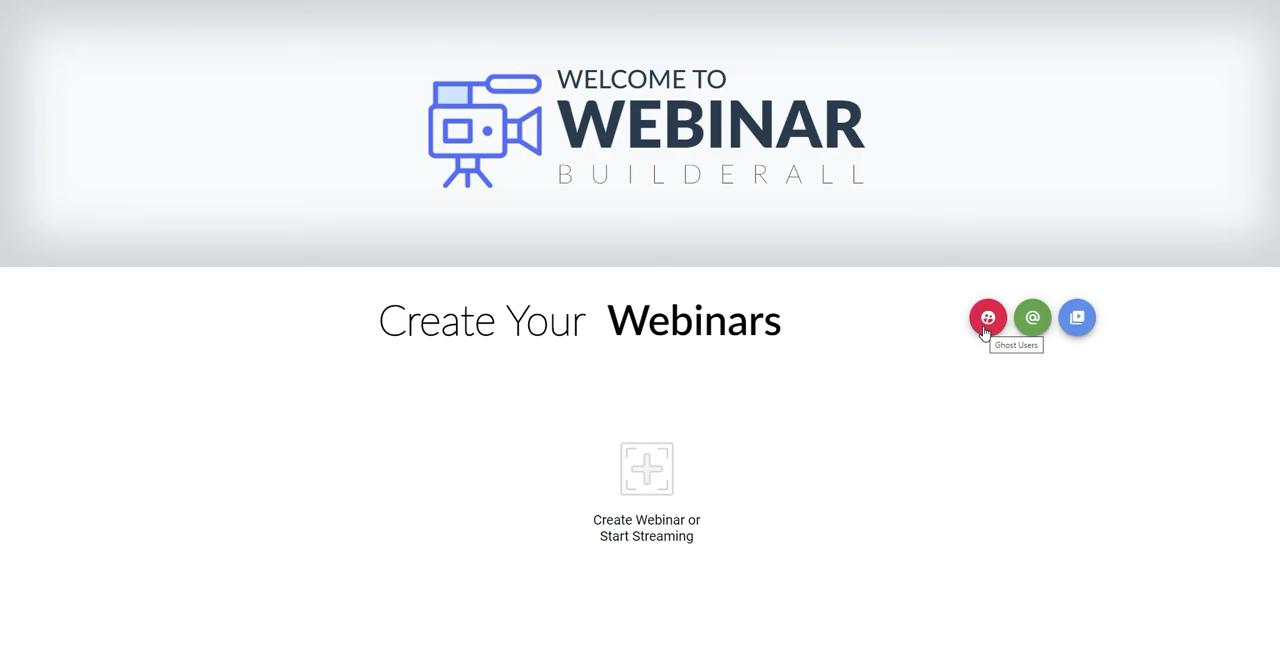 WELCOME TO
WEBINAR
BUILDERALL
Create Your Webinars
Ghost Users
Create Webinar or
Start Streaming